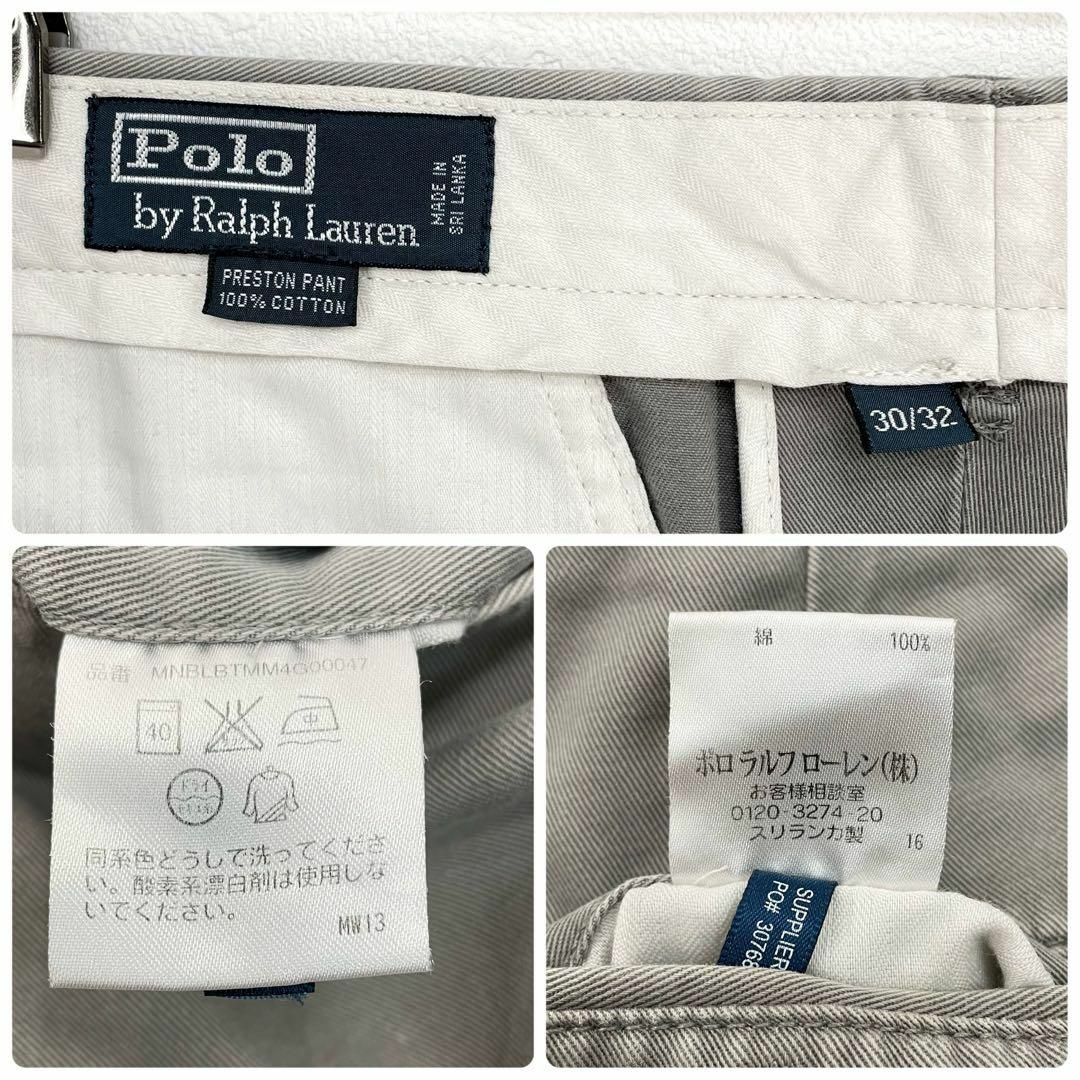 Polo
by Ralph Lauren
MADE IN
SRI LANKA
PRESTON PANT
100% COTTON
30/32
品番 MNBLBTMM4G00047
40
中
ドライ
同系色どうしで洗ってくださ
い。酸素系漂白剤は使用しな
いでください。
MW13
綿 100%
ポロ ラルフ ローレン(株)
お客様相談室
0120-3274-20
スリランカ製 16
SUPPLIER
PO# 30768